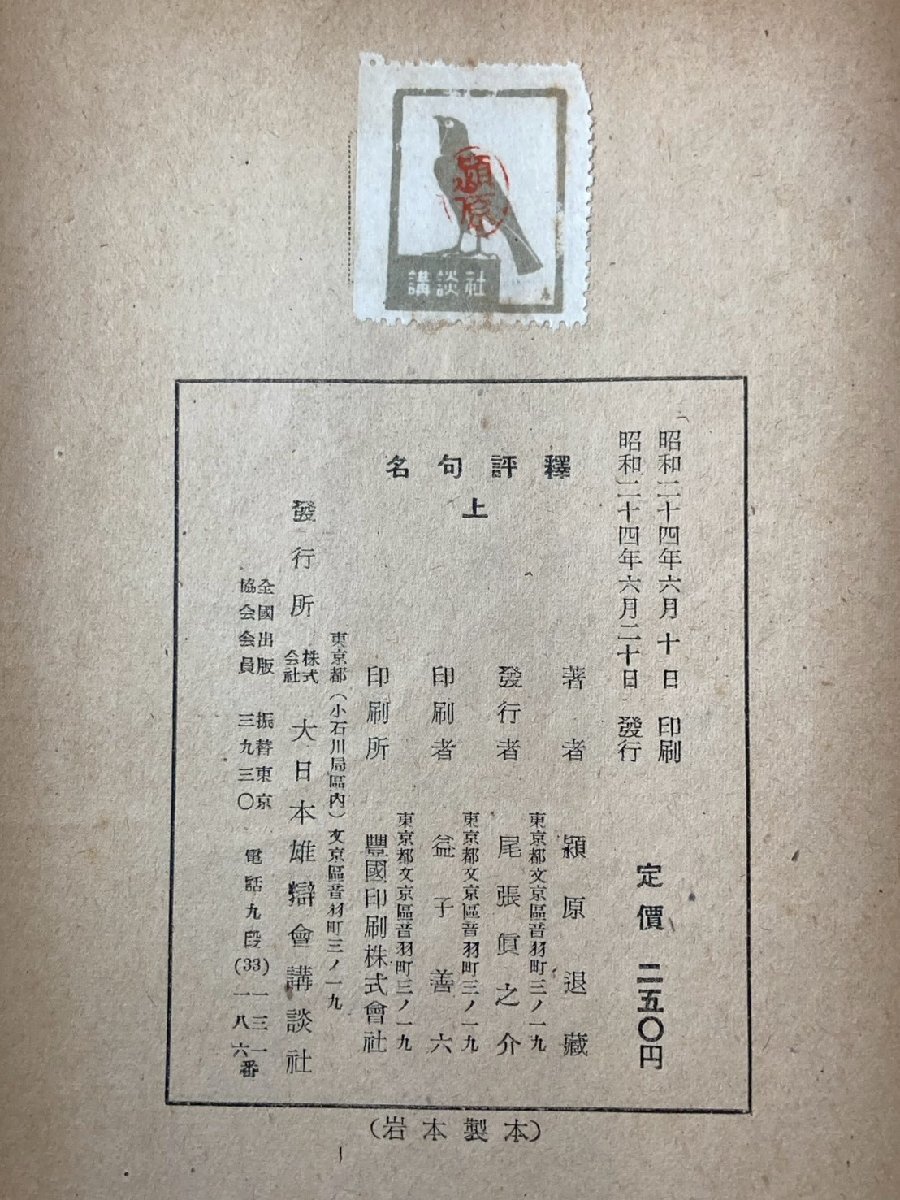 潁原
講談社
昭和二十四年六月十日 印刷
昭和二十四年六月二十日 發行
定價 二五〇円
名句評釋
上
著者 潁原退藏
東京都文京區音羽町三ノ一九
發行者 尾張眞之介
東京都文京區音羽町三ノ一九
印刷者 益子善六
東京都文京區音羽町三ノ一九
印刷所 豐國印刷株式會社
東京都(小石川局區內)文京區音羽町三ノ一九
發行所 株式会社 大日本雄辯會講談社
全國出版協会会員 振替東京三九三〇 電話九段(33)一三一一八六番
(岩本製本)